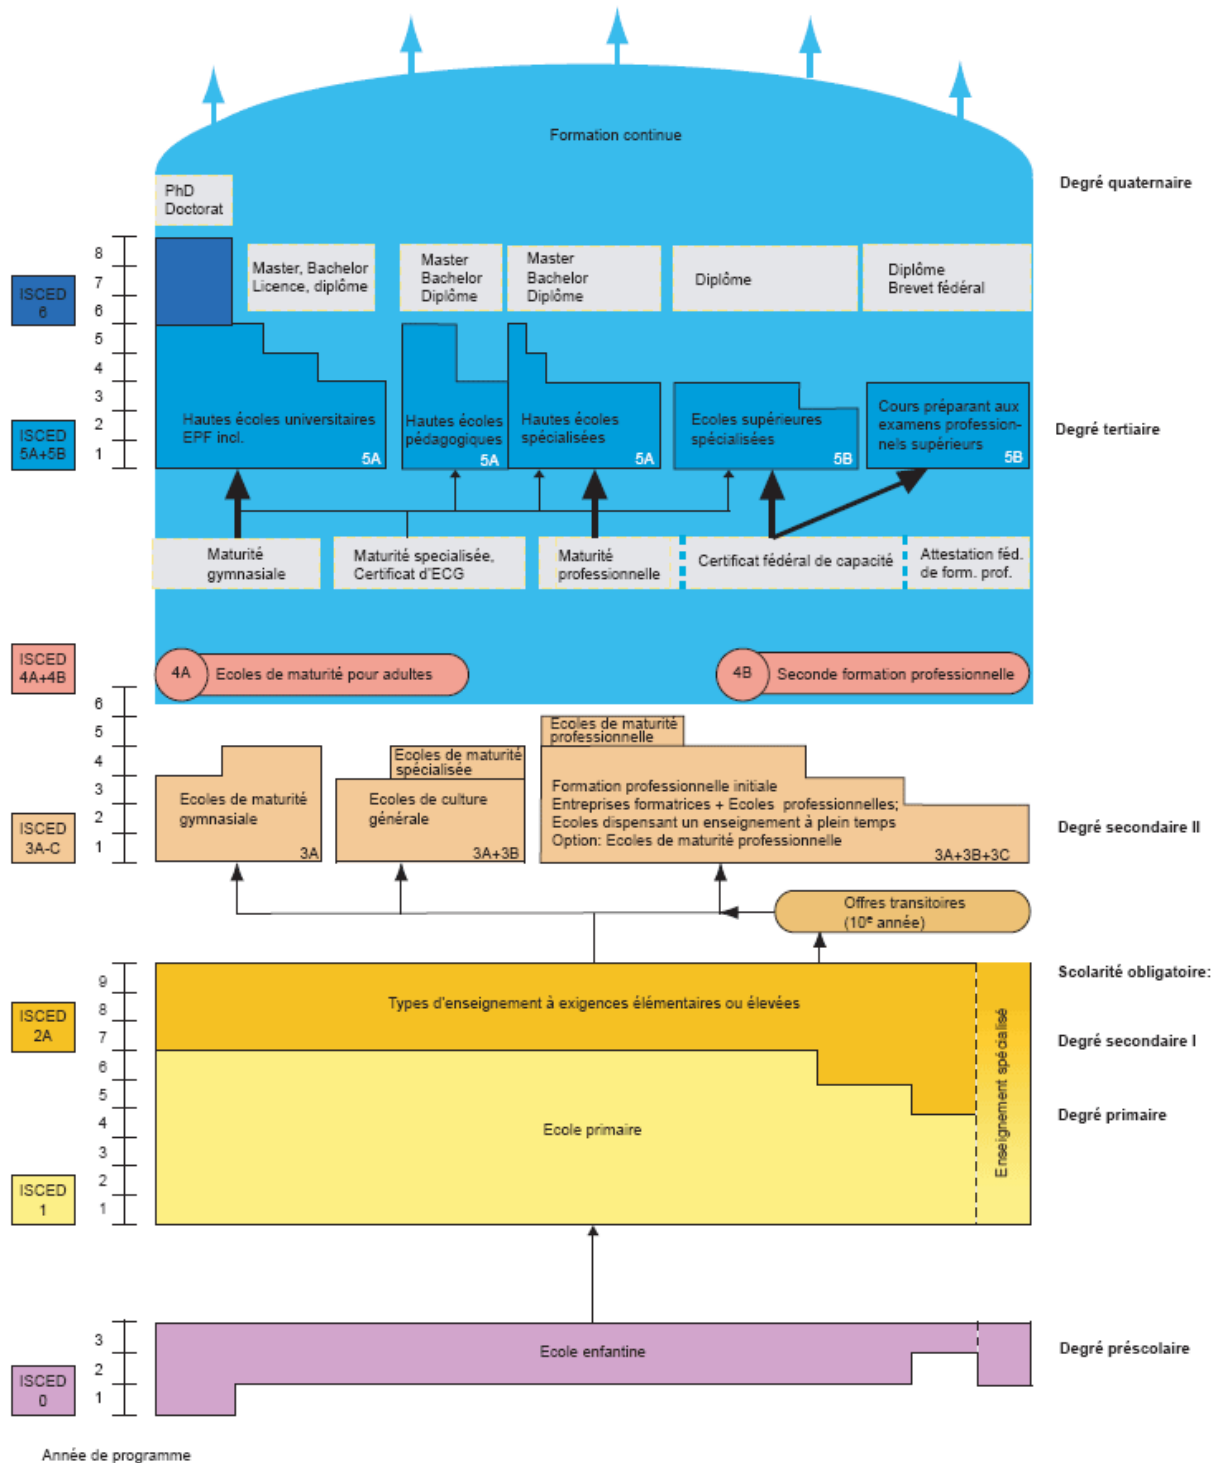 Formation continue
Degré quaternaire
PhD
Doctorat
8
7
6
5
4
3
2
1
ISCED
6
Master, Bachelor
Licence, diplôme
Master
Bachelor
Diplôme
Master
Bachelor
Diplôme
Diplôme
Diplôme
Brevet fédéral
ISCED
5A+5B
Hautes écoles universitaires
EPF incl.
5A
Hautes écoles
pédagogiques
5A
Hautes écoles
spécialisées
5A
Ecoles supérieures
spécialisées
5B
Cours préparant aux
examens profession-
nels supérieurs
5B
Degré tertiaire
Maturité
gymnasiale
Maturité specialisée,
Certificat d'ECG
Maturité
professionnelle
Certificat fédéral de capacité
Attestation féd.
de form. prof.
ISCED
4A+4B
4A
Ecoles de maturité pour adultes
4B
Seconde formation professionnelle
6
5
4
3
2
1
ISCED
3A-C
Ecoles de maturité
gymnasiale
3A
Ecoles de maturité
spécialisée
Ecoles de culture
générale
3A+3B
Ecoles de maturité
professionnelle
Formation professionnelle initiale
Entreprises formatrices + Ecoles professionnelles;
Ecoles dispensant un enseignement à plein temps
Option: Ecoles de maturité professionnelle
3A+3B+3C
Degré secondaire II
Offres transitoires
(10e année)
9
8
7
6
5
4
3
2
1
ISCED
2A
Types d'enseignement à exigences élémentaires ou élevées
Scolarité obligatoire:
Degré secondaire I
Degré primaire
Enseignement spécialisé
Ecole primaire
ISCED
1
3
2
1
ISCED
0
Ecole enfantine
Degré préscolaire
Année de programme